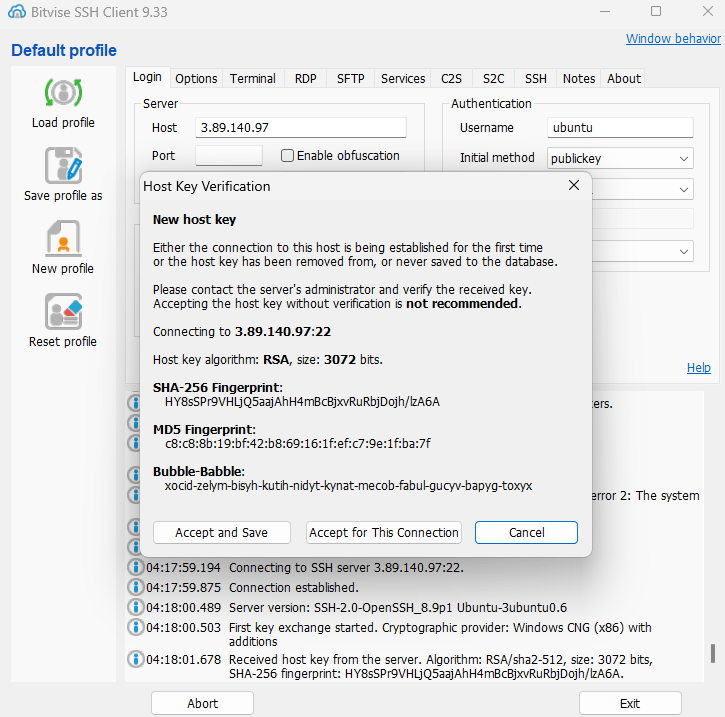 Bitvise SSH Client 9.33
Window behavior
Default profile
Load profile
Save profile as
New profile
Reset profile
Login Options Terminal RDP SFTP Services C2S S2C SSH Notes About
Server
Host 3.89.140.97
Port Enable obfuscation
Authentication
Username ubuntu
Initial method publickey
Host Key Verification
New host key
Either the connection to this host is being established for the first time
or the host key has been removed from, or never saved to the database.
Please contact the server's administrator and verify the received key.
Accepting the host key without verification is not recommended.
Connecting to 3.89.140.97:22
Host key algorithm: RSA, size: 3072 bits.
SHA-256 Fingerprint:
HY8sSPr9VHLjQ5aajAhH4mBcBjxvRuRbjDojh/lzA6A
MD5 Fingerprint:
c8:c8:8b:19:bf:42:b8:69:16:1f:ef:c7:9e:1f:ba:7f
Bubble-Babble:
xocid-zelym-bisyh-kutih-nidyt-kynat-mecob-fabul-gucyv-bapyg-toxyx
Accept and Save Accept for This Connection Cancel
Help
ers.
error 2: The system
04:17:59.194 Connecting to SSH server 3.89.140.97:22.
04:17:59.875 Connection established.
04:18:00.489 Server version: SSH-2.0-OpenSSH_8.9p1 Ubuntu-3ubuntu0.6
04:18:00.503 First key exchange started. Cryptographic provider: Windows CNG (x86) with
additions
04:18:01.678 Received host key from the server. Algorithm: RSA/sha2-512, size: 3072 bits,
SHA-256 fingerprint: HY8sSPr9VHLjQ5aajAhH4mBcBjxvRuRbjDojh/lzA6A.
Abort Exit